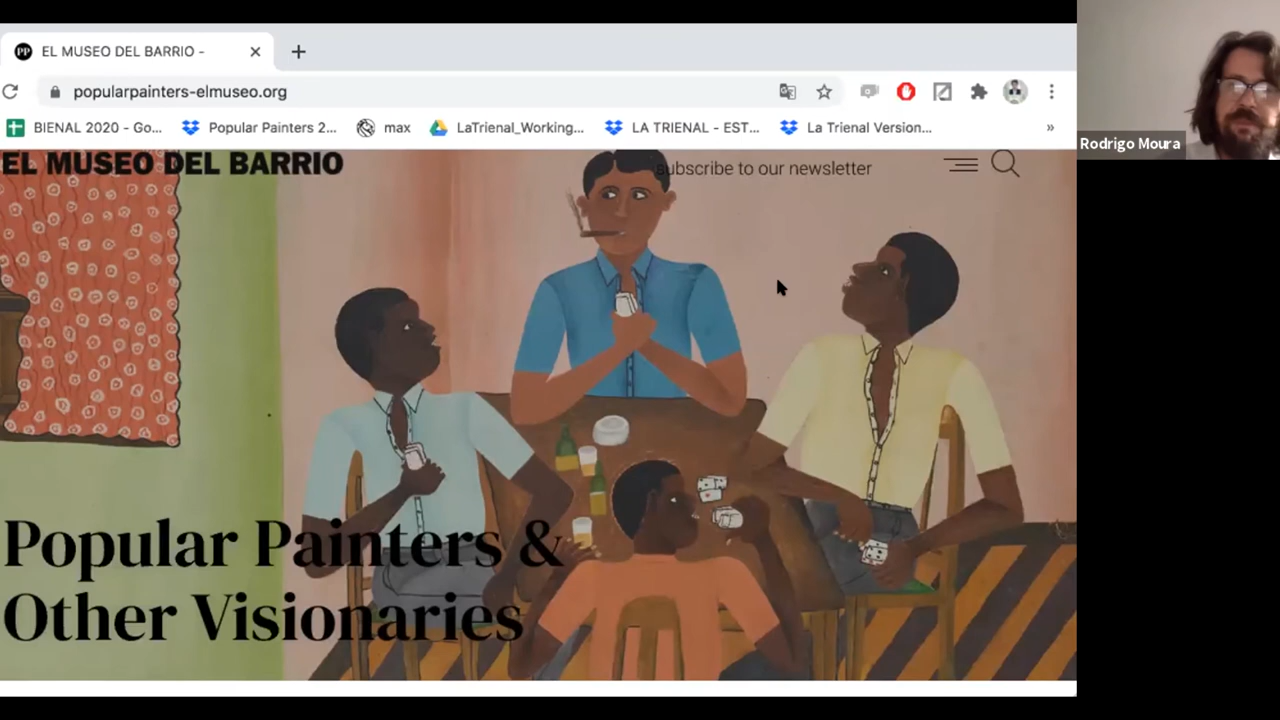 EL MUSEO DEL BARRIO -
popularpainters-elmuseo.org
BIENAL 2020 - Go...
Popular Painters 2...
max
LaTrienal_Working...
LA TRIENAL - EST...
La Trienal Version...
»
EL MUSEO DEL BARRIO
subscribe to our newsletter
Popular Painters &
Other Visionaries
Rodrigo Moura